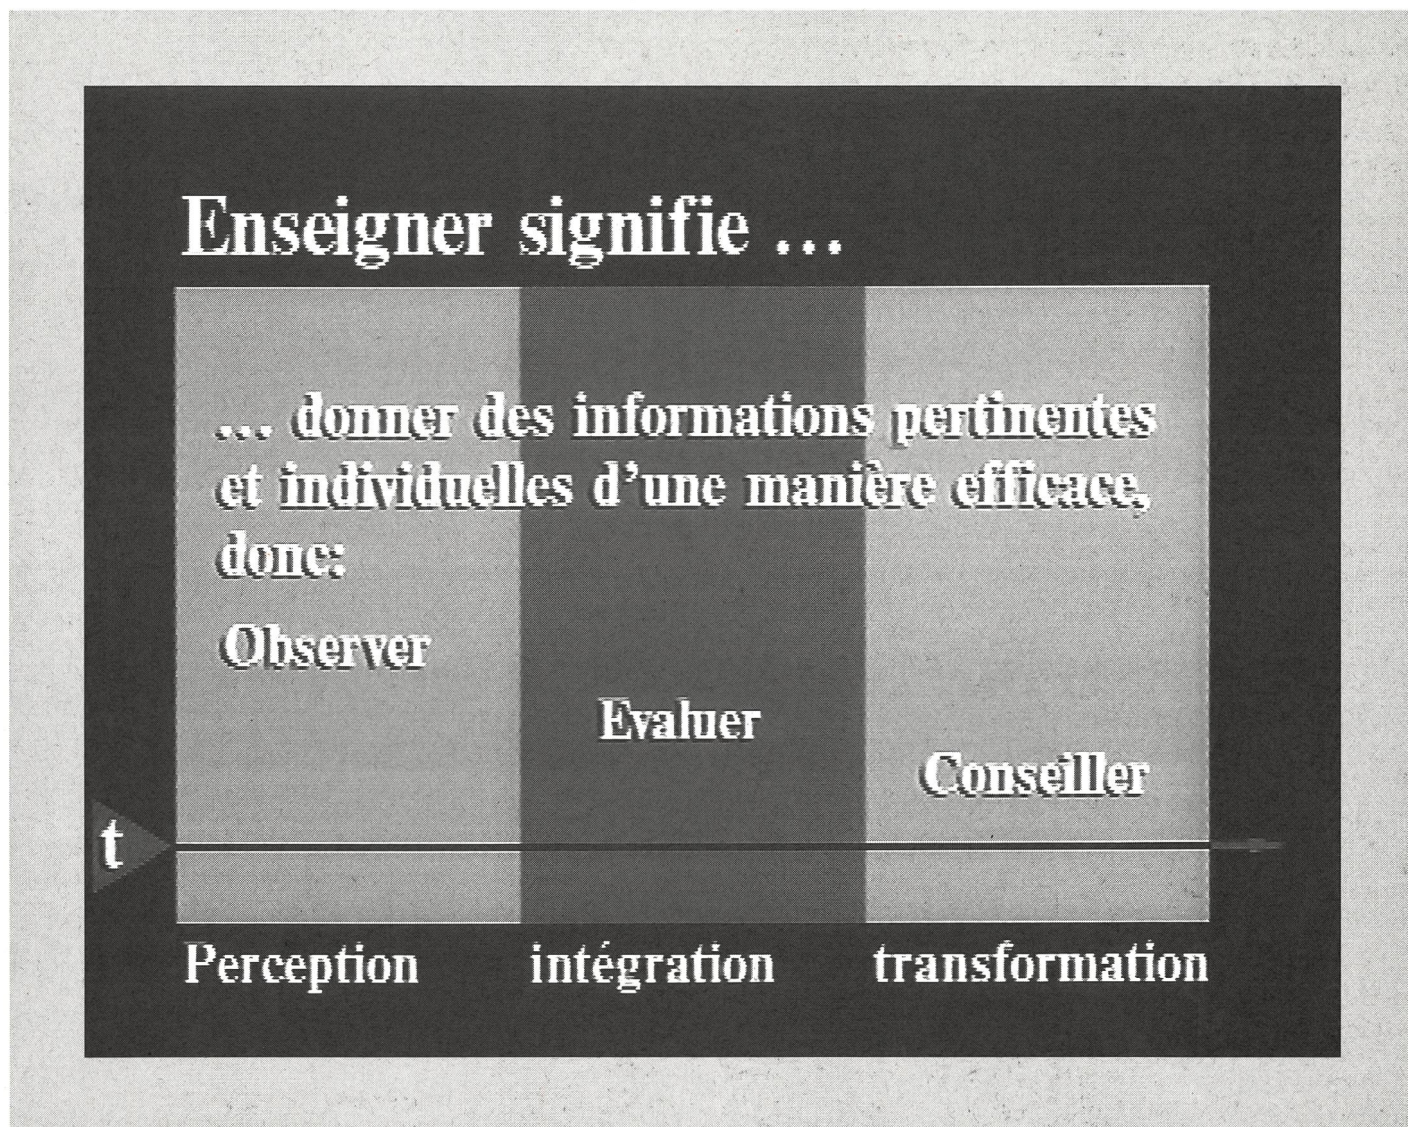 Enseigner signifie ...
... donner des informations pertinentes
et individuelles d'une manière efficace,
donc:
Observer
Evaluer
Conseiller
t
Perception intégration transformation